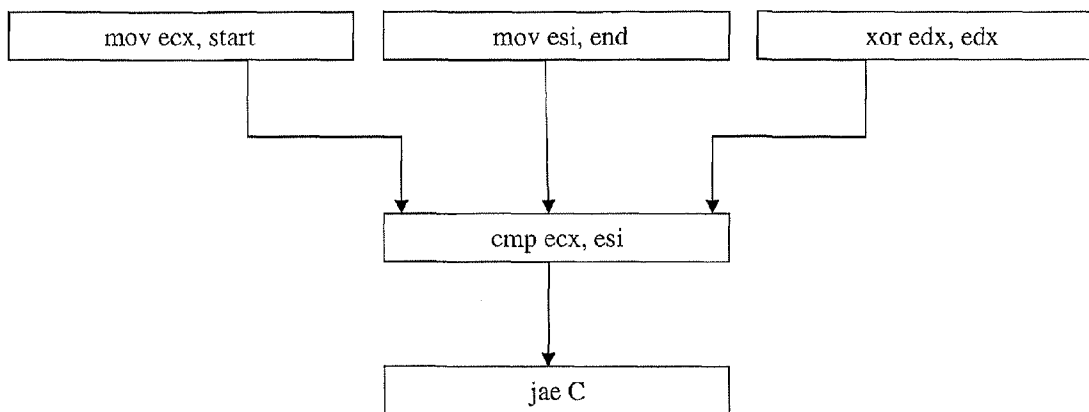 mov ecx, start
mov esi, end
xor edx, edx
cmp ecx, esi
jae C